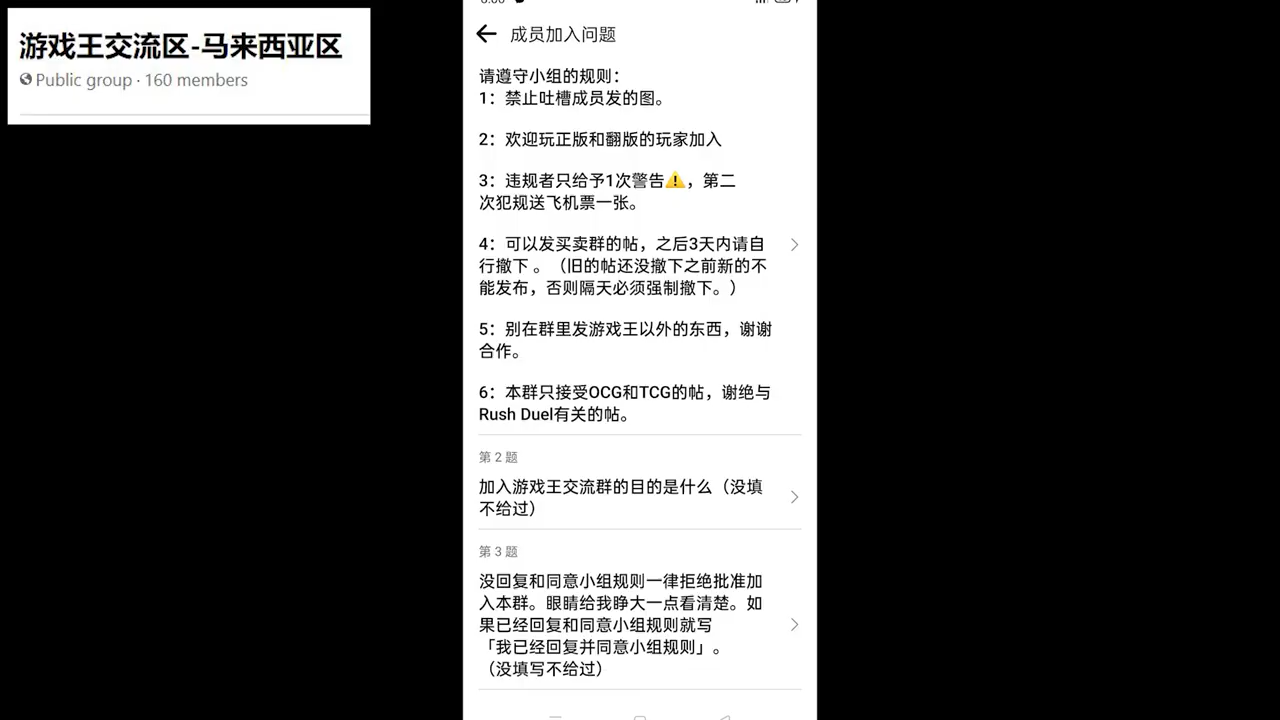 游戏王交流区-马来西亚区
Public group · 160 members
成员加入问题
请遵守小组的规则：
1：禁止吐槽成员发的图。
2：欢迎玩正版和翻版的玩家加入
3：违规者只给予1次警告⚠️，第二
次犯规送飞机票一张。
4：可以发买卖群的帖，之后3天内请自
行撤下 。（旧的帖还没撤下之前新的不
能发布，否则隔天必须强制撤下。）
5：别在群里发游戏王以外的东西，谢谢
合作。
6：本群只接受OCG和TCG的帖，谢绝与
Rush Duel有关的帖。
第 2 题
加入游戏王交流群的目的是什么（没填
不给过）
第 3 题
没回复和同意小组规则一律拒绝批准加
入本群。眼睛给我睁大一点看清楚。如
果已经回复和同意小组规则就写
「我已经回复并同意小组规则」。
（没填写不给过）